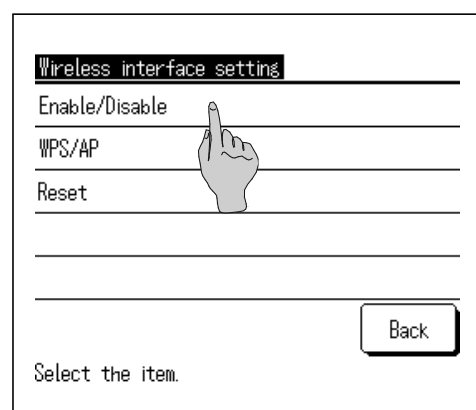 Wireless interface setting
Enable/Disable
WPS/AP
Reset
Back
Select the item.